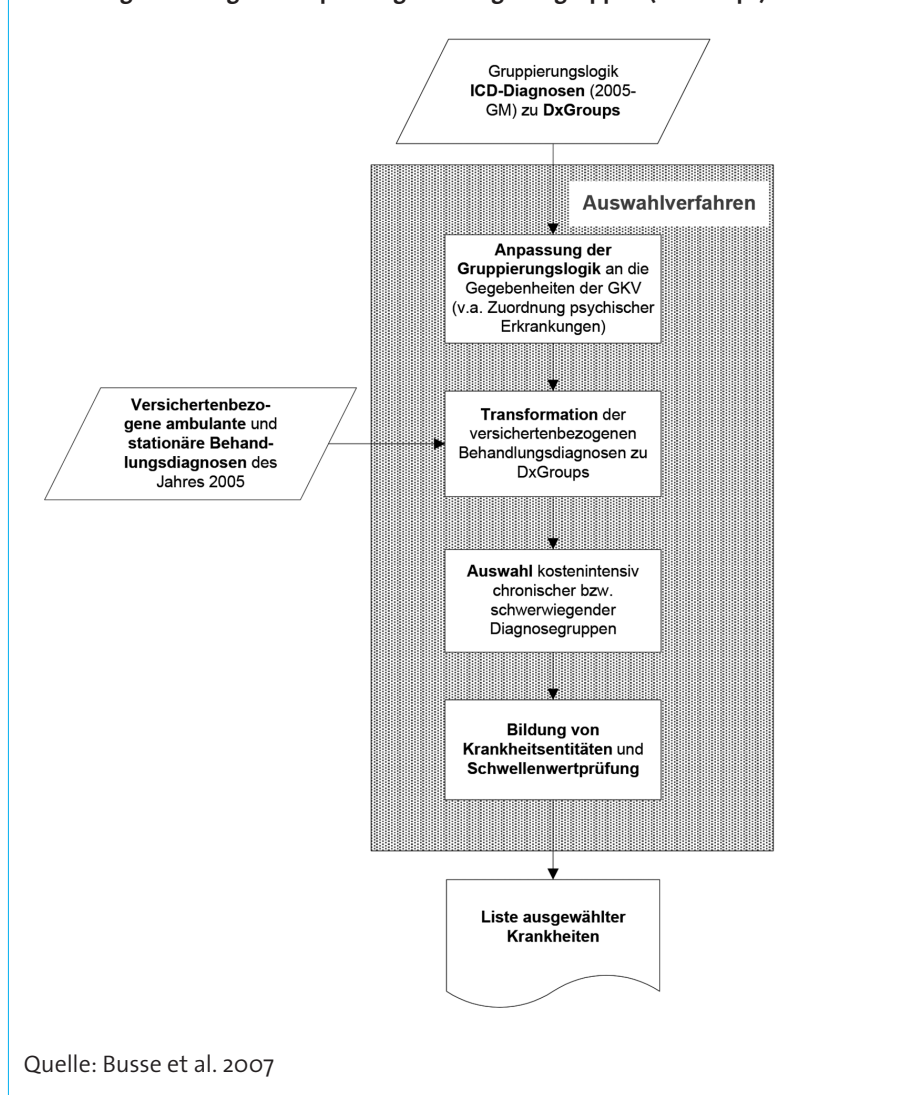 Gruppierungslogik
ICD-Diagnosen (2005-
GM) zu DxGroups
Auswahlverfahren
Anpassung der
Gruppierungslogik an die
Gegebenheiten der GKV
(v.a. Zuordnung psychischer
Erkrankungen)
Versichertenbezo-
gene ambulante und
stationäre Behand-
lungsdiagnosen des
Jahres 2005
Transformation der
versichertenbezogenen
Behandlungsdiagnosen zu
DxGroups
Auswahl kostenintensiv
chronischer bzw.
schwerwiegender
Diagnosegruppen
Bildung von
Krankheitsentitäten und
Schwellenwertprüfung
Liste ausgewählter
Krankheiten
Quelle: Busse et al. 2007